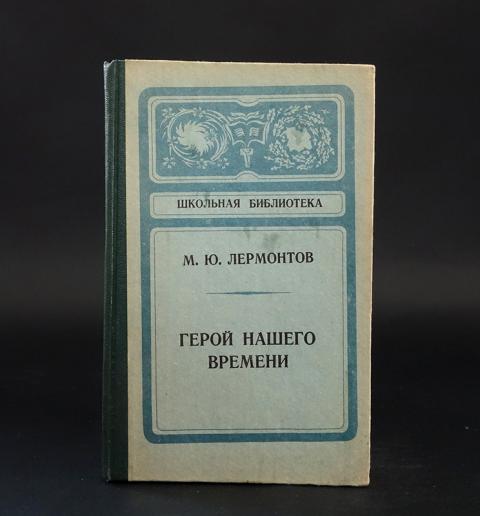 ШКОЛЬНАЯ БИБЛИОТЕКА
М. Ю. ЛЕРМОНТОВ
ГЕРОЙ НАШЕГО
ВРЕМЕНИ